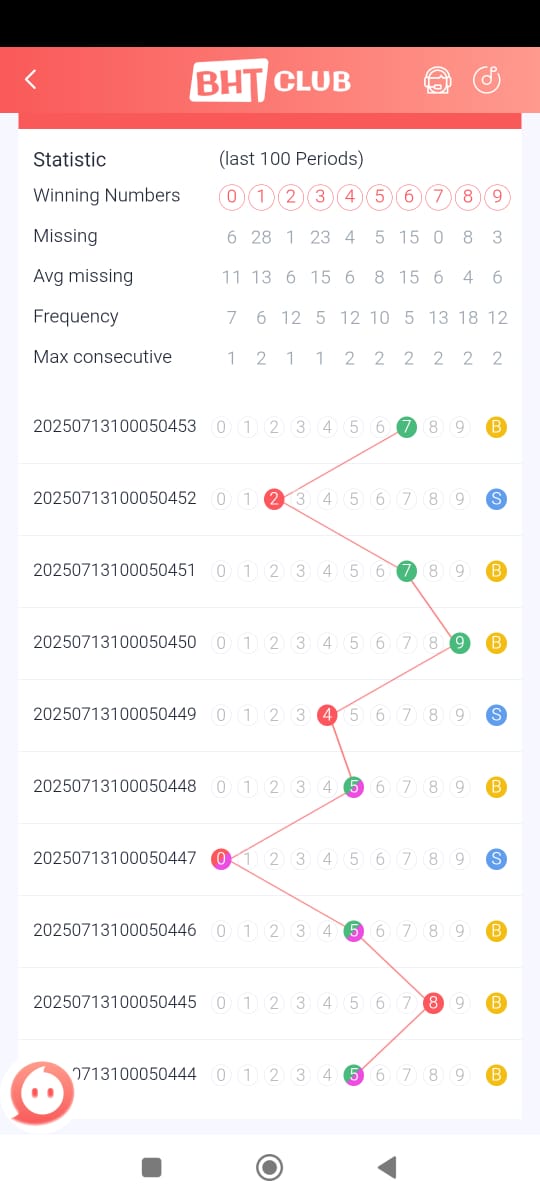 BHT CLUB
Statistic (last 100 Periods)
Winning Numbers 0 1 2 3 4 5 6 7 8 9
Missing 6 28 1 23 4 5 15 0 8 3
Avg missing 11 13 6 15 6 8 15 6 4 6
Frequency 7 6 12 5 12 10 5 13 18 12
Max consecutive 1 2 1 1 2 2 2 2 2 2
20250713100050453 0 1 2 3 4 5 6 7 8 9 B
20250713100050452 0 1 2 3 4 5 6 7 8 9 S
20250713100050451 0 1 2 3 4 5 6 7 8 9 B
20250713100050450 0 1 2 3 4 5 6 7 8 9 B
20250713100050449 0 1 2 3 4 5 6 7 8 9 S
20250713100050448 0 1 2 3 4 5 6 7 8 9 B
20250713100050447 0 1 2 3 4 5 6 7 8 9 S
20250713100050446 0 1 2 3 4 5 6 7 8 9 B
20250713100050445 0 1 2 3 4 5 6 7 8 9 B
0713100050444 0 1 2 3 4 5 6 7 8 9 B